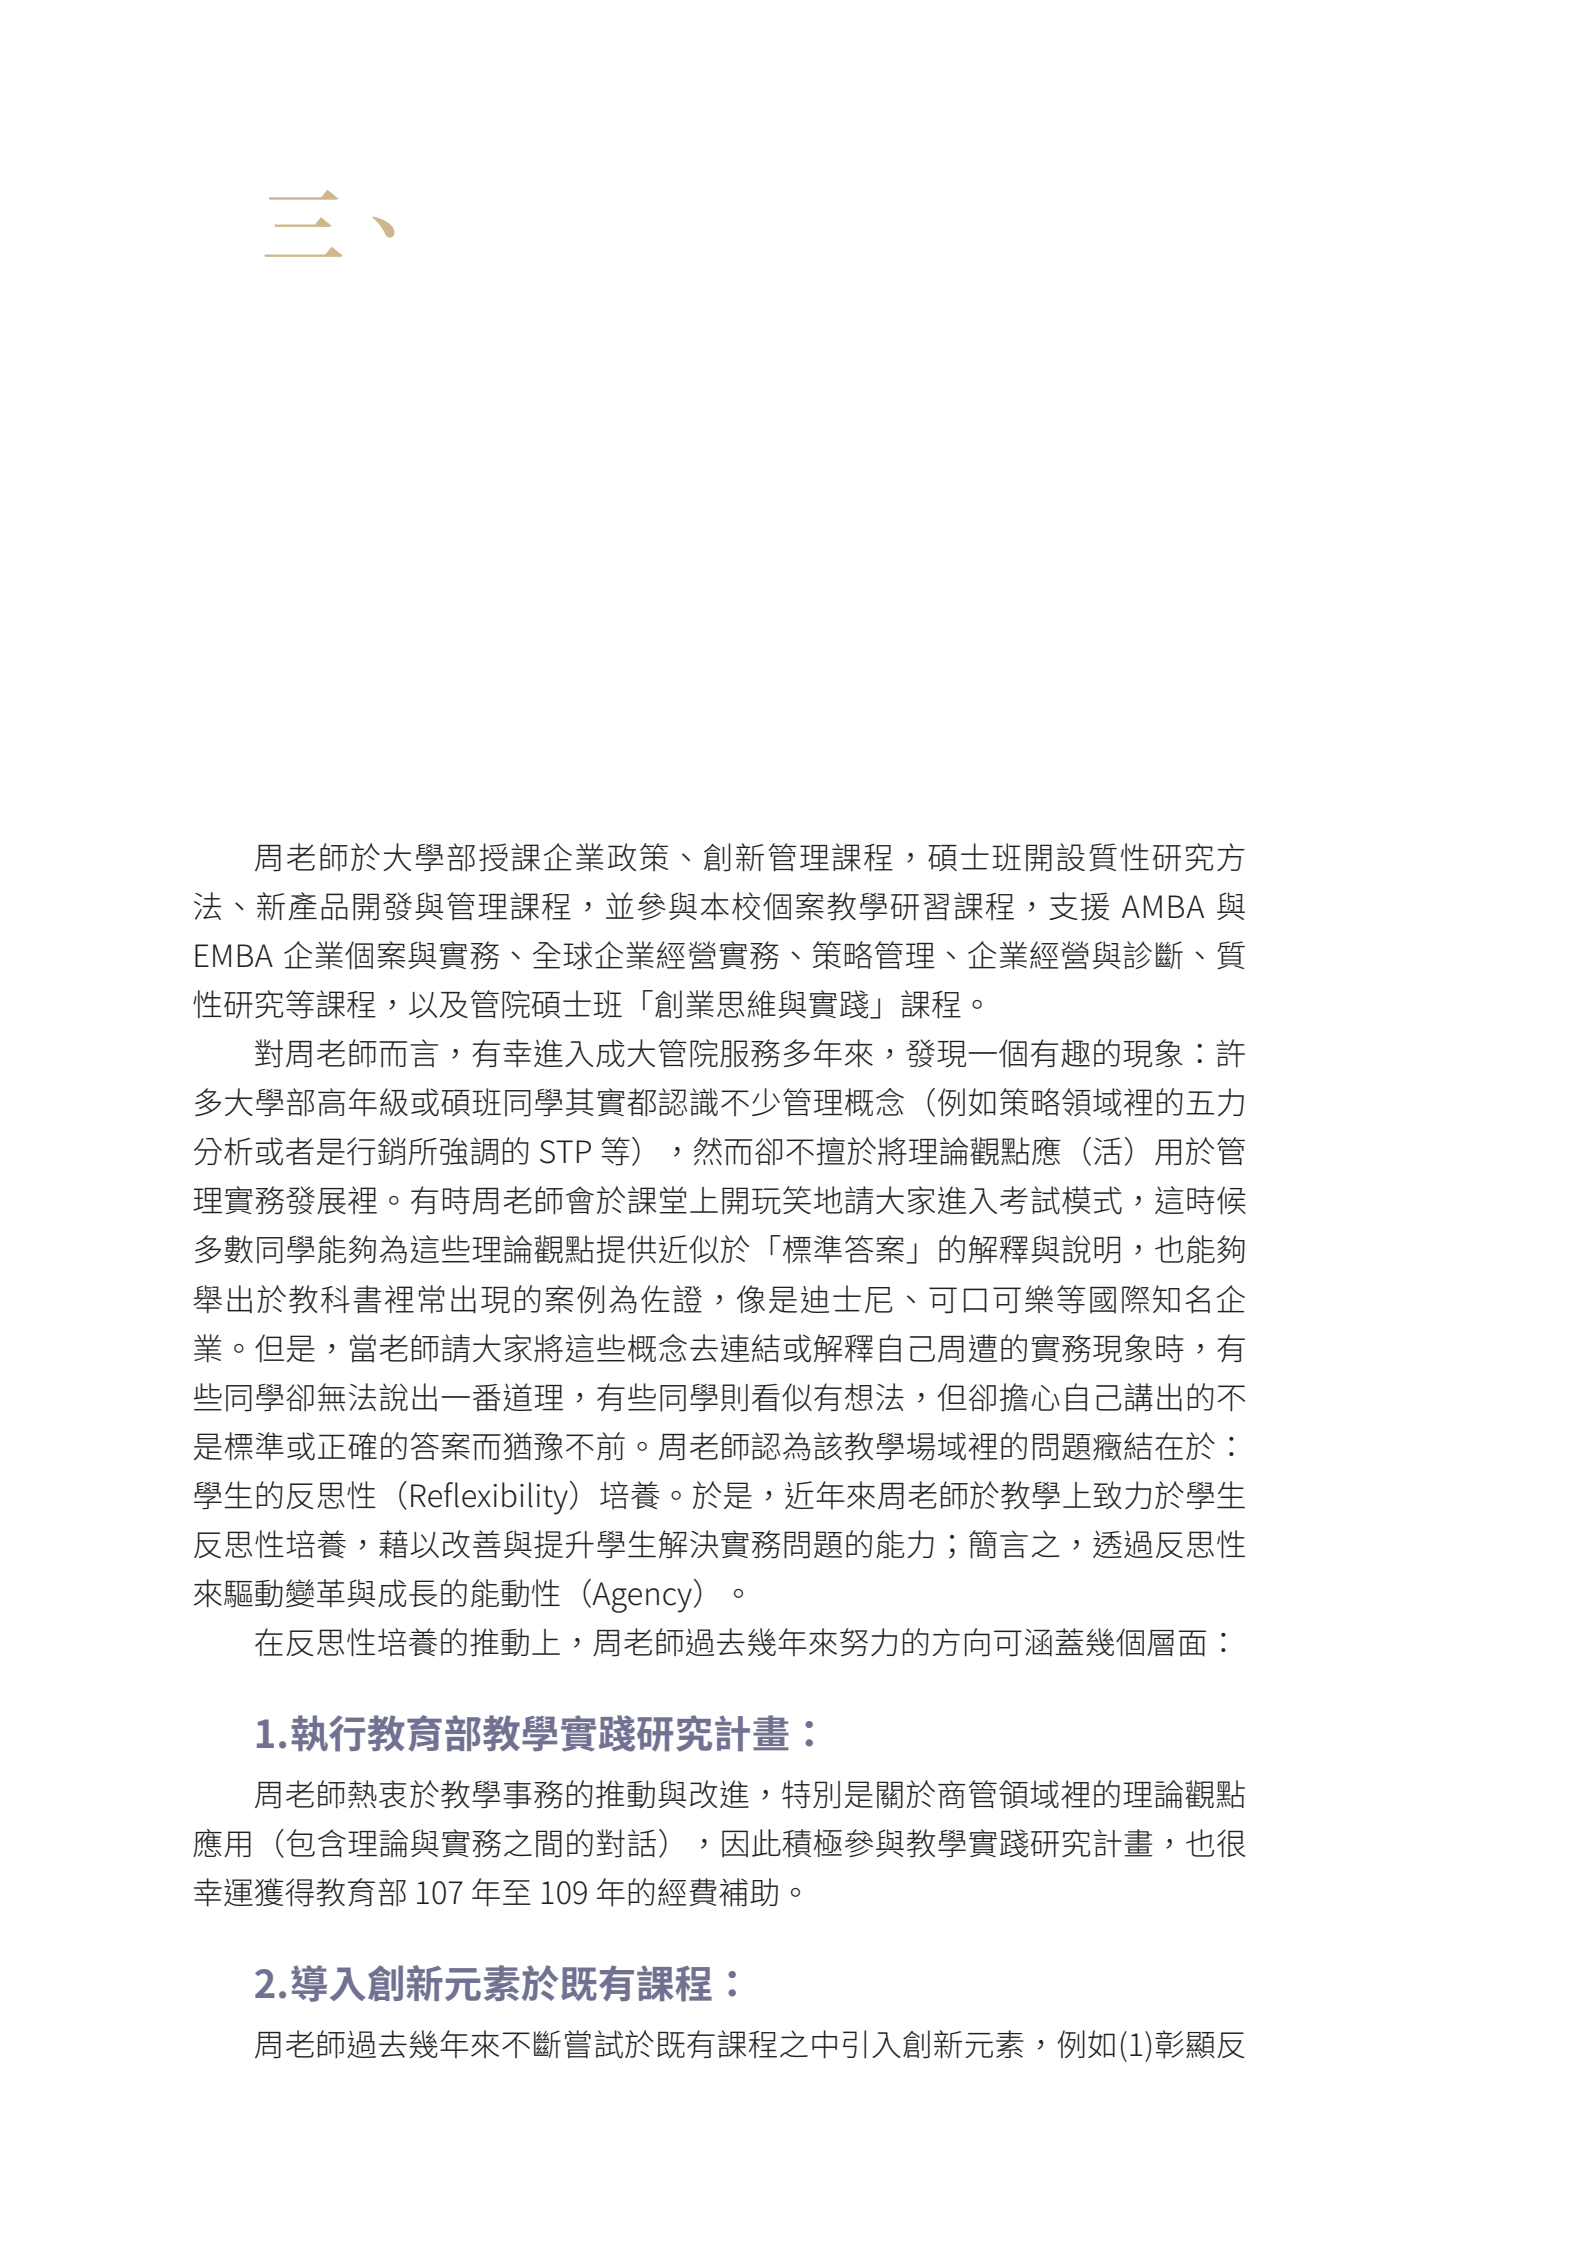 三、
周老師於大學部授課企業政策、創新管理課程，碩士班開設質性研究方
法、新產品開發與管理課程，並參與本校個案教學研習課程，支援 AMBA 與
EMBA 企業個案與實務、全球企業經營實務、策略管理、企業經營與診斷、質
性研究等課程，以及管院碩士班「創業思維與實踐」課程。
對周老師而言，有幸進入成大管院服務多年來，發現一個有趣的現象：許
多大學部高年級或碩班同學其實都認識不少管理概念（例如策略領域裡的五力
分析或者是行銷所強調的 STP 等），然而卻不擅於將理論觀點應（活）用於管
理實務發展裡。有時周老師會於課堂上開玩笑地請大家進入考試模式，這時候
多數同學能夠為這些理論觀點提供近似於「標準答案」的解釋與說明，也能夠
舉出於教科書裡常出現的案例為佐證，像是迪士尼、可口可樂等國際知名企
業。但是，當老師請大家將這些概念去連結或解釋自己周遭的實務現象時，有
些同學卻無法說出一番道理，有些同學則看似有想法，但卻擔心自己講出的不
是標準或正確的答案而猶豫不前。周老師認為該教學場域裡的問題癥結在於：
學生的反思性（Reflexibility）培養。於是，近年來周老師於教學上致力於學生
反思性培養，藉以改善與提升學生解決實務問題的能力；簡言之，透過反思性
來驅動變革與成長的能動性（Agency）。
在反思性培養的推動上，周老師過去幾年來努力的方向可涵蓋幾個層面：
1.執行教育部教學實踐研究計畫：
周老師熱衷於教學事務的推動與改進，特別是關於商管領域裡的理論觀點
應用（包含理論與實務之間的對話），因此積極參與教學實踐研究計畫，也很
幸運獲得教育部 107 年至 109 年的經費補助。
2.導入創新元素於既有課程：
周老師過去幾年來不斷嘗試於既有課程之中引入創新元素，例如(1)彰顯反